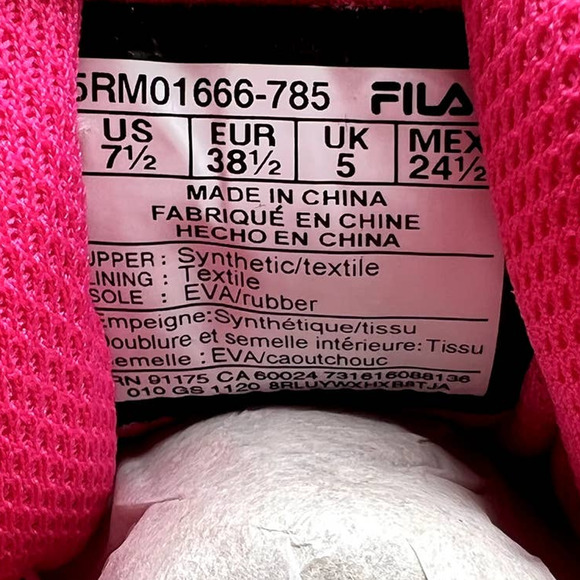 5RM01666-785 FILA
US EUR UK MEX
7½ 38½ 5 24½
MADE IN CHINA
FABRIQUÉ EN CHINE
HECHO EN CHINA
UPPER : Synthetic/textile
LINING : Textile
SOLE : EVA/rubber
Empeigne:Synthétique/tissu
Doublure et semelle intérieure: Tissu
Semelle : EVA/caoutchouc
RN 91175 CA 60024 731616088136
010 GS 1120 8RLUYWXHXB8TJA